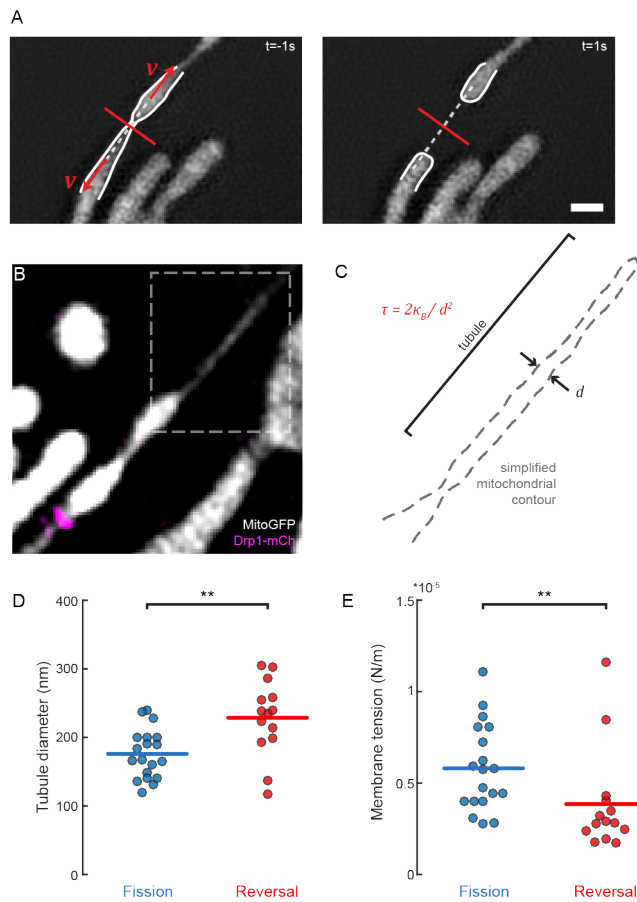 A
t=-1s
v
v
t=1s
B
MitoGFP
Drp1-mCh
C
τ = 2κ_B / d²
tubule
d
simplified
mitochondrial
contour
D
400
300
200
100
0
Tubule diameter (nm)
**
Fission
Reversal
E
*10⁻⁵
1.5
1
0.5
0
Membrane tension (N/m)
**
Fission
Reversal